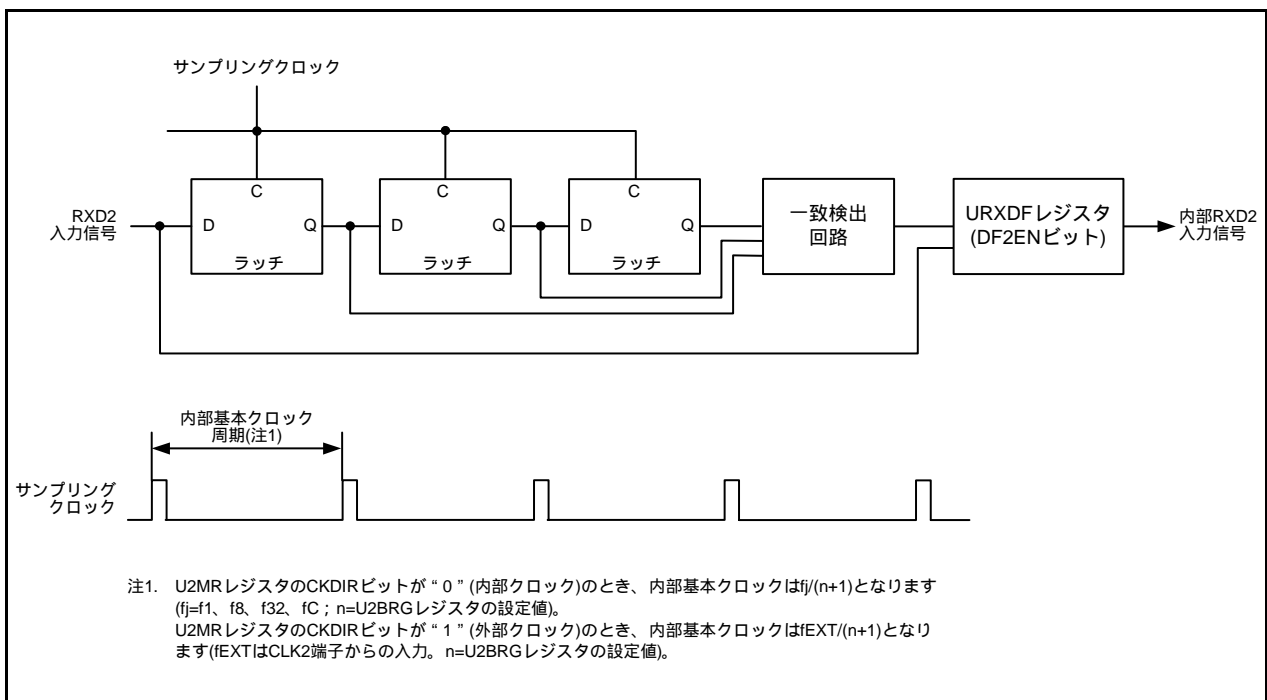 サンプリングクロック
C
C
C
RXD2
入力信号
D
Q
D
Q
D
Q
ラッチ
ラッチ
ラッチ
一致検出
回路
URXDFレジスタ
(DF2ENビット)
内部RXD2
入力信号
内部基本クロック
周期(注1)
サンプリング
クロック
注1. U2MRレジスタのCKDIRビットが“0”(内部クロック)のとき、内部基本クロックはfj/(n+1)となります
(fj=f1、f8、f32、fC;n=U2BRGレジスタの設定値)。
U2MRレジスタのCKDIRビットが“1”(外部クロック)のとき、内部基本クロックはfEXT/(n+1)となり
ます(fEXTはCLK2端子からの入力。n=U2BRGレジスタの設定値)。